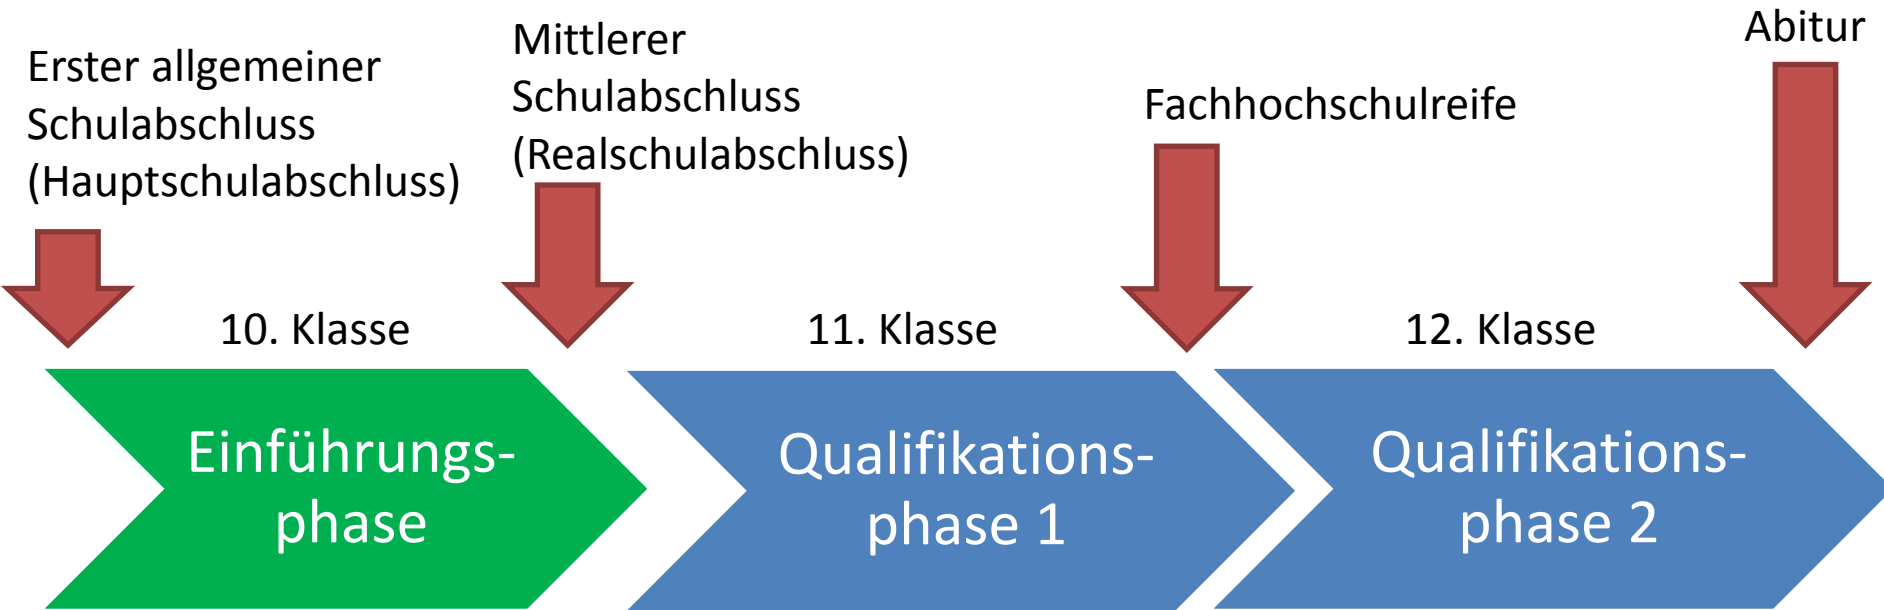 Erster allgemeiner
Schulabschluss
(Hauptschulabschluss)
Mittlerer
Schulabschluss
(Realschulabschluss)
Fachhochschulreife
Abitur
10. Klasse
11. Klasse
12. Klasse
Einführungs-
phase
Qualifikations-
phase 1
Qualifikations-
phase 2